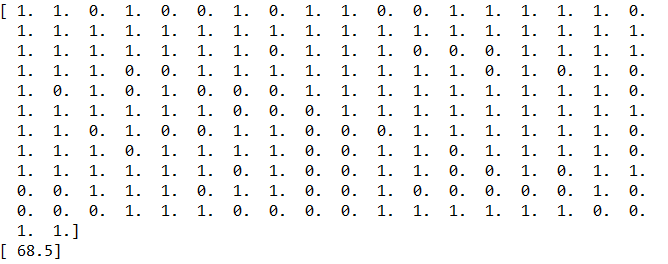 [ 1. 1. 0. 1. 0. 0. 1. 0. 1. 1. 0. 0. 1. 1. 1. 1. 1. 0.
1. 1. 1. 1. 1. 1. 1. 1. 1. 1. 1. 1. 1. 1. 1. 1. 1. 1.
1. 1. 1. 1. 1. 1. 1. 0. 1. 1. 1. 0. 0. 0. 1. 1. 1. 1.
1. 1. 1. 0. 0. 1. 1. 1. 1. 1. 1. 1. 1. 0. 1. 0. 1. 0.
1. 0. 1. 0. 1. 0. 0. 0. 1. 1. 1. 1. 1. 1. 1. 1. 1. 0.
1. 1. 1. 1. 1. 1. 0. 0. 0. 1. 1. 1. 1. 1. 1. 1. 1. 1.
1. 1. 0. 1. 0. 0. 1. 1. 0. 0. 0. 1. 1. 1. 1. 1. 1. 0.
1. 1. 1. 0. 1. 1. 1. 1. 0. 0. 1. 1. 0. 1. 1. 1. 1. 0.
1. 1. 1. 1. 1. 1. 0. 1. 0. 0. 1. 1. 0. 0. 1. 0. 1. 1.
0. 0. 1. 1. 1. 0. 1. 1. 0. 0. 1. 0. 0. 0. 0. 0. 1. 0.
0. 0. 0. 1. 1. 1. 0. 0. 0. 0. 1. 1. 1. 1. 1. 1. 0. 0.
1. 1.]
[ 68.5]